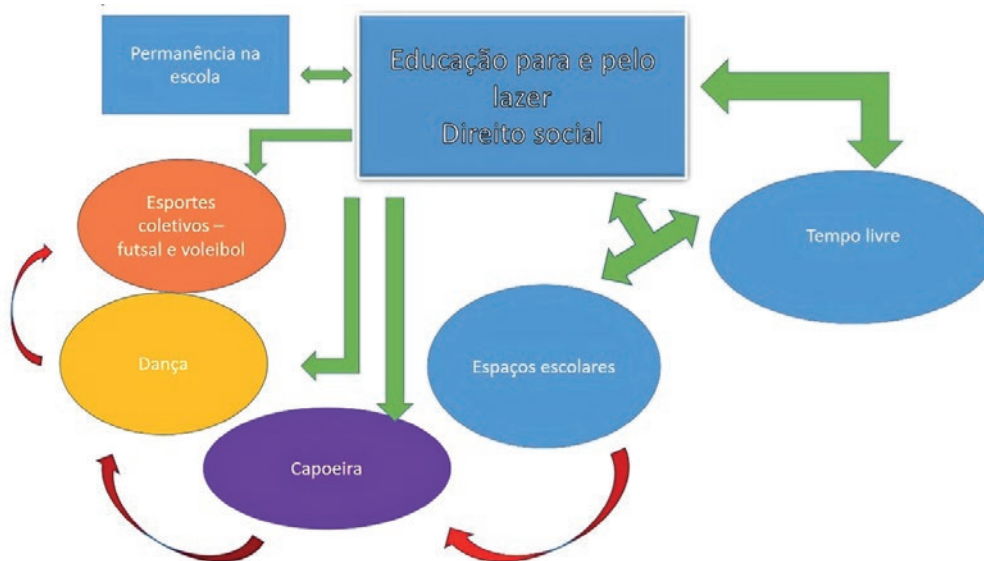 Permanência na
escola
Educação para e pelo
lazer
Direito social
Esportes
coletivos –
futsal e voleibol
Tempo livre
Dança
Espaços escolares
Capoeira